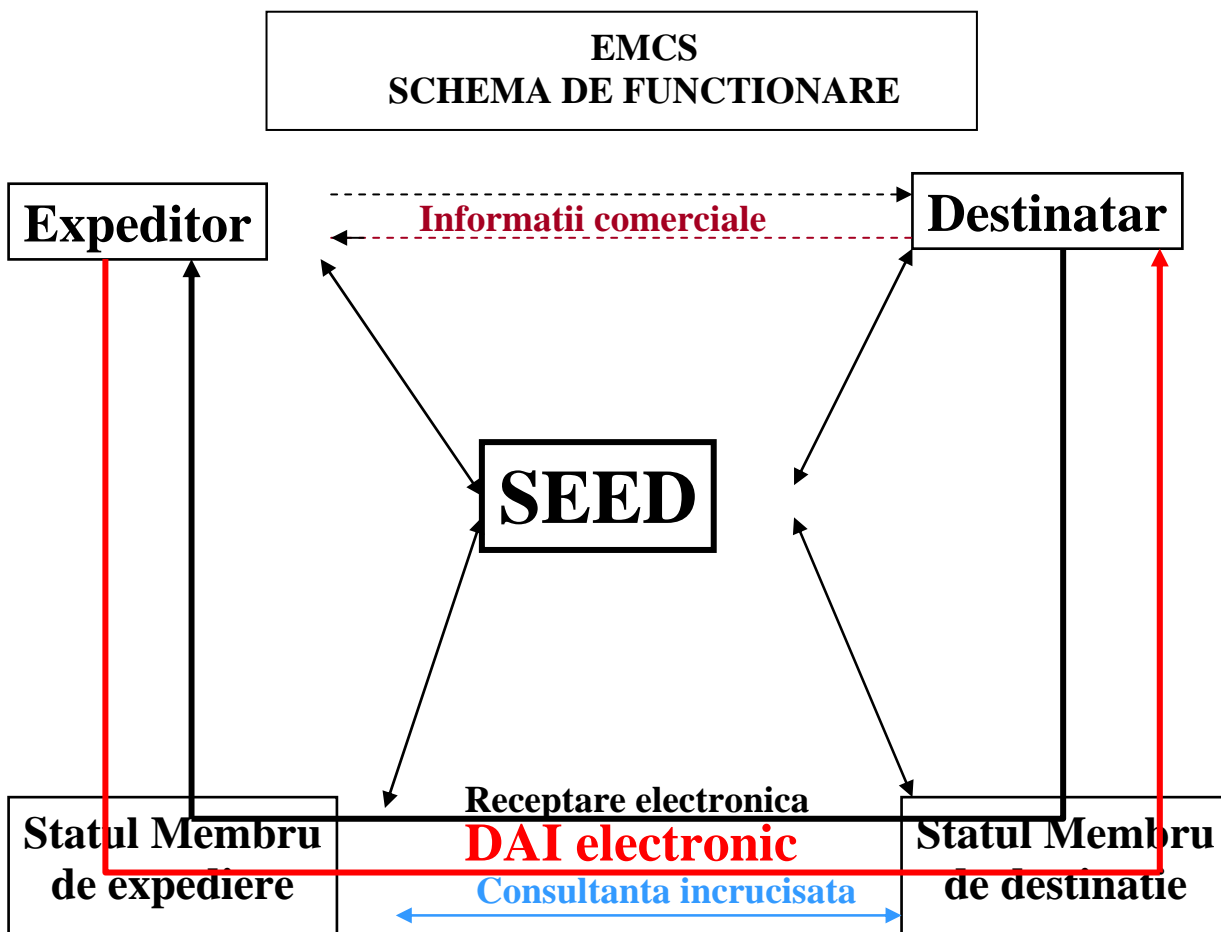 EMCS
SCHEMA DE FUNCTIONARE
Expeditor
Informatii comerciale
Destinatar
SEED
Receptare electronica
DAI electronic
Consultanta incrucisata
Statul Membru
de expediere
Statul Membru
de destinatie